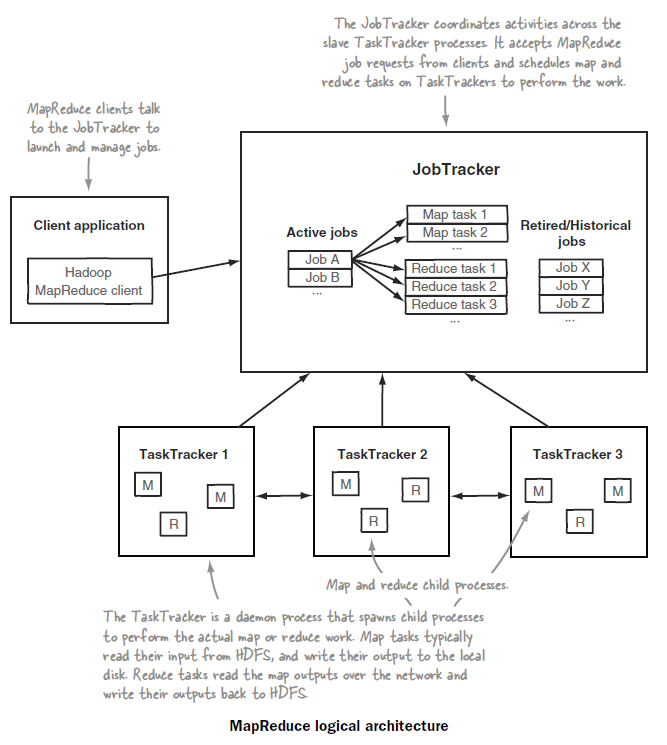 The JobTracker coordinates activities across the
slave TaskTracker processes. It accepts MapReduce
job requests from clients and schedules map and
reduce tasks on TaskTrackers to perform the work.
MapReduce clients talk
to the JobTracker to
launch and manage jobs.
JobTracker
Client application
Hadoop
MapReduce client
Active jobs
Job A
Job B
...
Map task 1
Map task 2
...
Reduce task 1
Reduce task 2
Reduce task 3
...
Retired/Historical
jobs
Job X
Job Y
Job Z
...
TaskTracker 1
M
M
R
TaskTracker 2
M
R
R
TaskTracker 3
M
M
R
Map and reduce child processes.
The TaskTracker is a daemon process that spawns child processes
to perform the actual map or reduce work. Map tasks typically
read their input from HDFS, and write their output to the local
disk. Reduce tasks read the map outputs over the network and
write their outputs back to HDFS.
MapReduce logical architecture